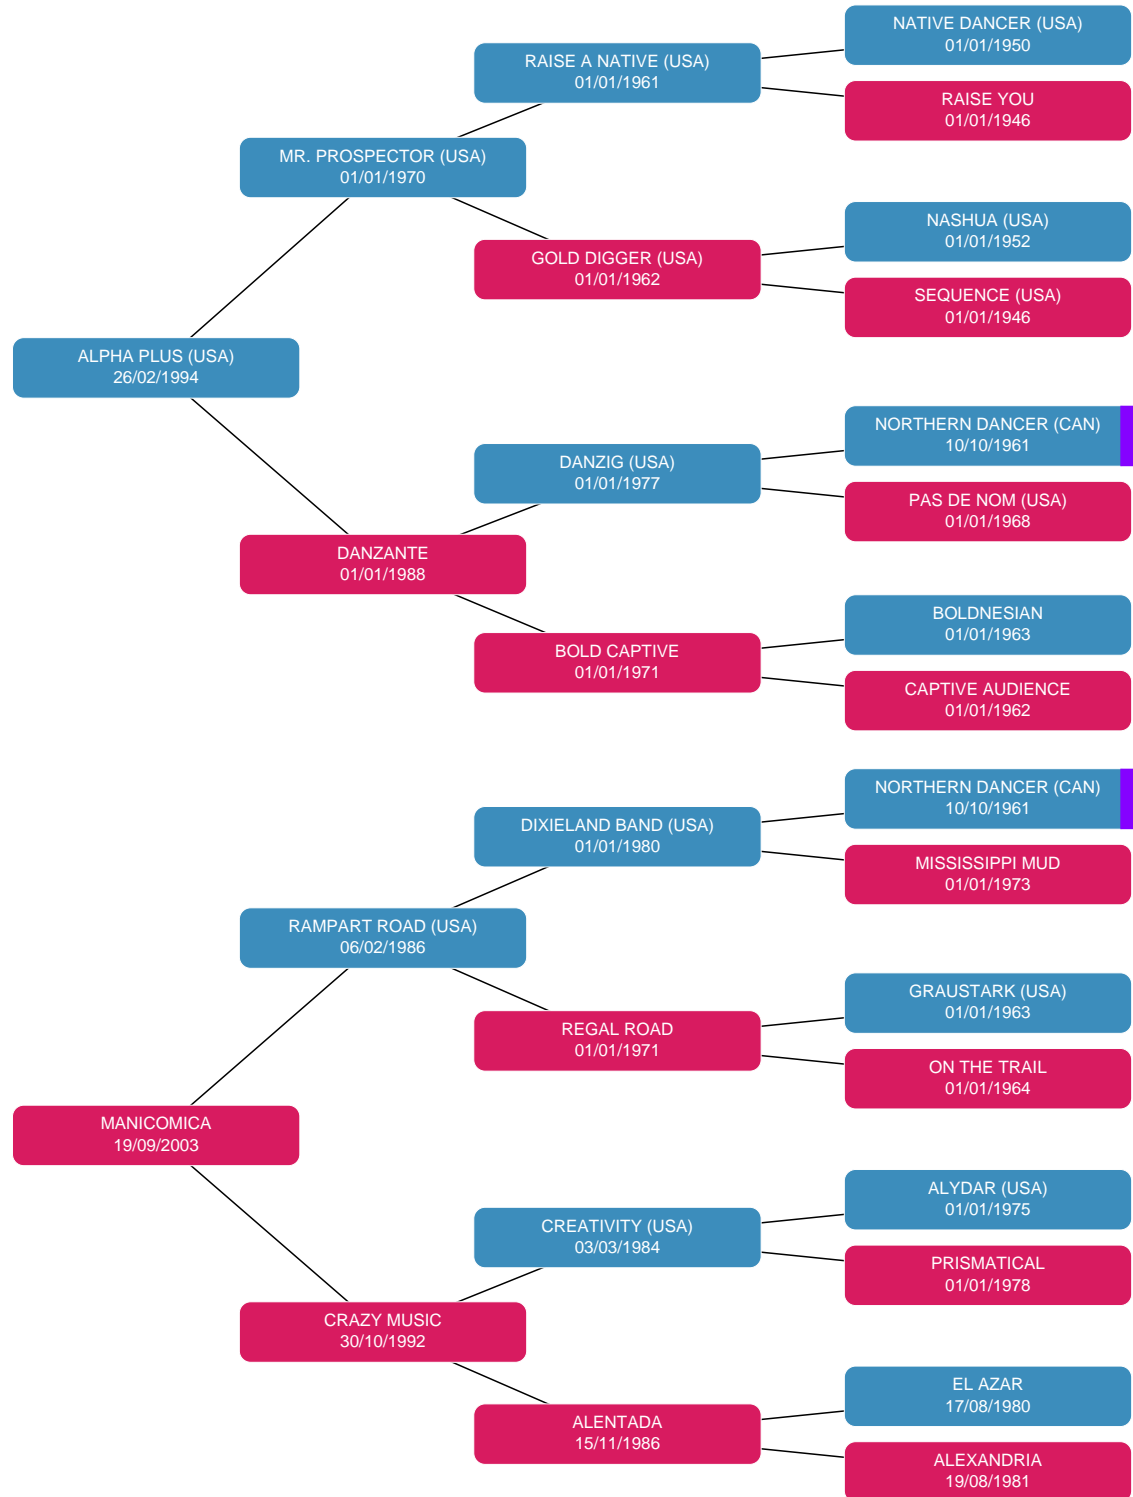 NATIVE DANCER (USA)
01/01/1950
RAISE A NATIVE (USA)
01/01/1961
RAISE YOU
01/01/1946
MR. PROSPECTOR (USA)
01/01/1970
NASHUA (USA)
01/01/1952
GOLD DIGGER (USA)
01/01/1962
SEQUENCE (USA)
01/01/1946
ALPHA PLUS (USA)
26/02/1994
NORTHERN DANCER (CAN)
10/10/1961
DANZIG (USA)
01/01/1977
PAS DE NOM (USA)
01/01/1968
DANZANTE
01/01/1988
BOLDNESIAN
01/01/1963
BOLD CAPTIVE
01/01/1971
CAPTIVE AUDIENCE
01/01/1962
NORTHERN DANCER (CAN)
10/10/1961
DIXIELAND BAND (USA)
01/01/1980
MISSISSIPPI MUD
01/01/1973
RAMPART ROAD (USA)
06/02/1986
GRAUSTARK (USA)
01/01/1963
REGAL ROAD
01/01/1971
ON THE TRAIL
01/01/1964
MANICOMICA
19/09/2003
ALYDAR (USA)
01/01/1975
CREATIVITY (USA)
03/03/1984
PRISMATICAL
01/01/1978
CRAZY MUSIC
30/10/1992
EL AZAR
17/08/1980
ALENTADA
15/11/1986
ALEXANDRIA
19/08/1981